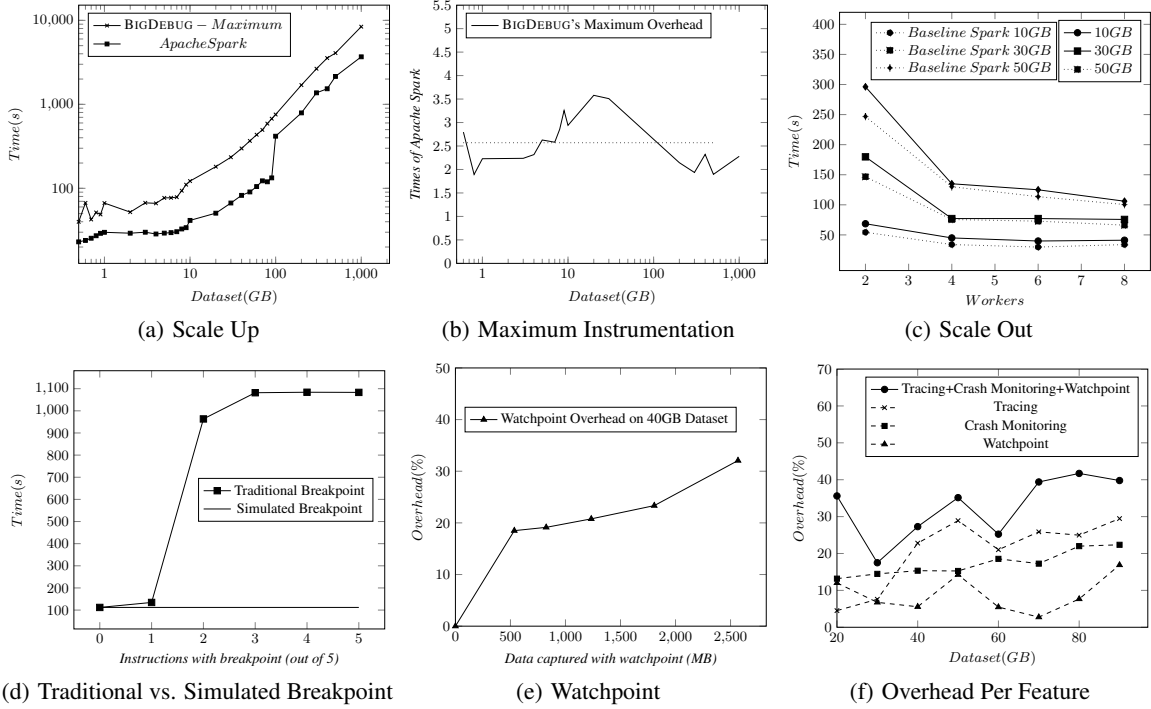 BIGDEBUG − Maximum
ApacheSpark
10,000
1,000
100
Time(s)
1
10
100
1,000
Dataset(GB)
(a) Scale Up
BIGDEBUG's Maximum Overhead
5.5
5
4.5
4
3.5
3
2.5
2
1.5
1
0.5
0
Times of Apache Spark
1
10
100
1,000
Dataset(GB)
(b) Maximum Instrumentation
Baseline Spark 10GB
Baseline Spark 30GB
Baseline Spark 50GB
10GB
30GB
50GB
400
350
300
250
200
150
100
50
Time(s)
2
3
4
5
6
7
8
Workers
(c) Scale Out
1,100
1,000
900
800
700
600
500
400
300
200
100
Time(s)
Traditional Breakpoint
Simulated Breakpoint
0
1
2
3
4
5
Instructions with breakpoint (out of 5)
(d) Traditional vs. Simulated Breakpoint
50
40
30
20
10
0
Overhead(%)
Watchpoint Overhead on 40GB Dataset
0
500
1,000
1,500
2,000
2,500
Data captured with watchpoint (MB)
(e) Watchpoint
70
60
50
40
30
20
10
0
Overhead(%)
Tracing+Crash Monitoring+Watchpoint
Tracing
Crash Monitoring
Watchpoint
20
40
60
80
Dataset(GB)
(f) Overhead Per Feature